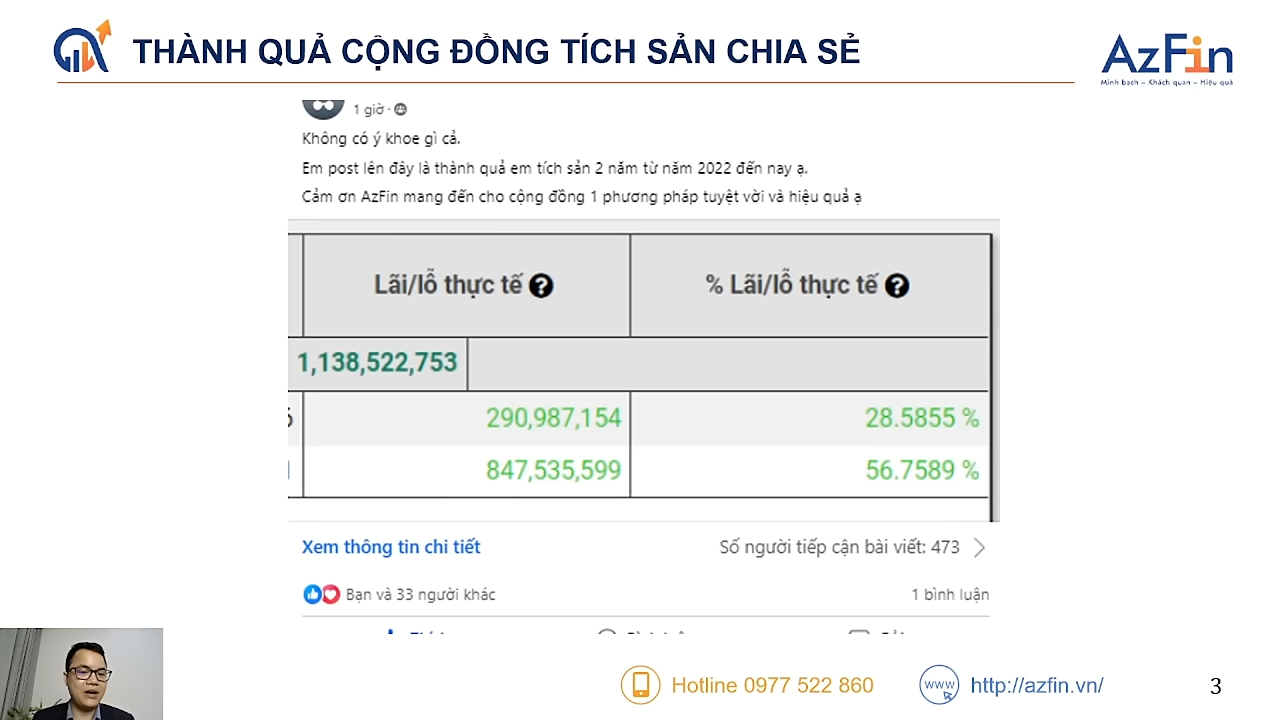 THÀNH QUẢ CỘNG ĐỒNG TÍCH SẢN CHIA SẺ
AzFin
Minh bạch – Khách quan – Hiệu quả
1 giờ ·
Không có ý khoe gì cả.
Em post lên đây là thành quả em tích sản 2 năm từ năm 2022 đến nay ạ.
Cảm ơn AzFin mang đến cho cộng đồng 1 phương pháp tuyệt vời và hiệu quả ạ
Lãi/lỗ thực tế ? % Lãi/lỗ thực tế ?
1,138,522,753
290,987,154 28.5855 %
847,535,599 56.7589 %
Xem thông tin chi tiết Số người tiếp cận bài viết: 473
Bạn và 33 người khác 1 bình luận
Hotline 0977 522 860 www http://azfin.vn/ 3